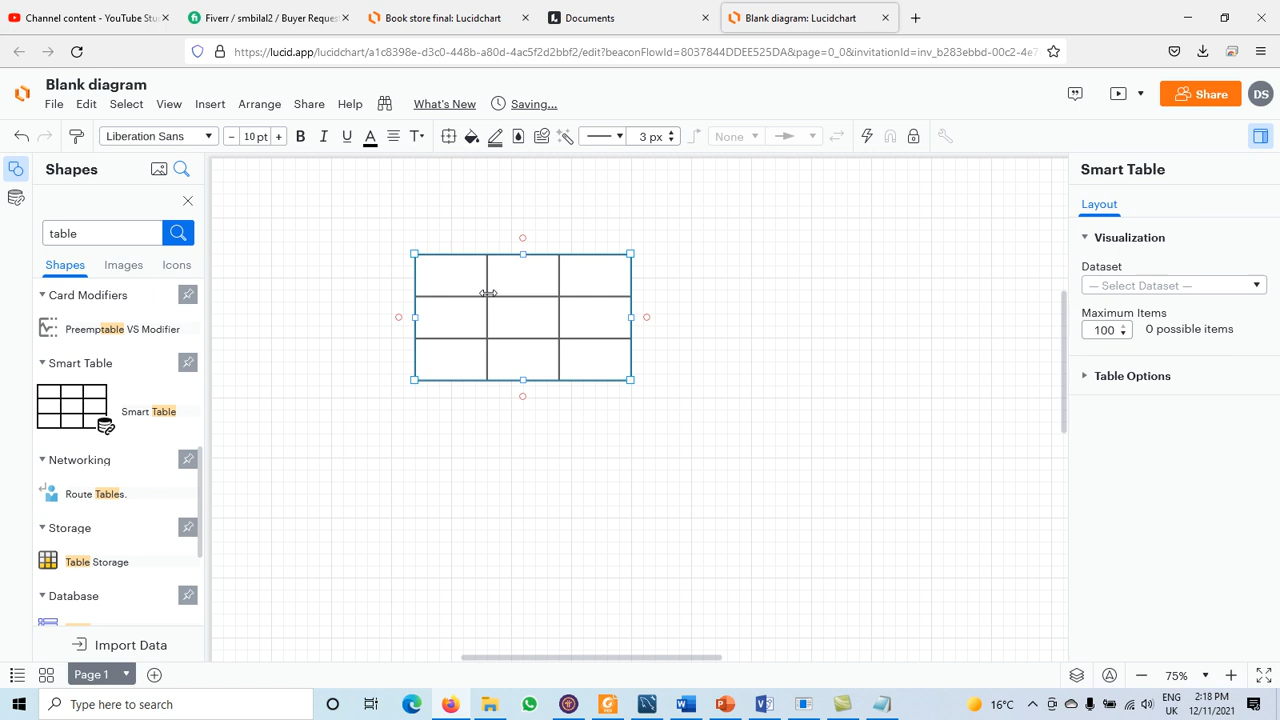 Channel content - YouTube Stu
Fiverr / smbilal2 / Buyer Reques
Book store final: Lucidchart
Documents
Blank diagram: Lucidchart
https://lucid.app/lucidchart/a1c8398e-d3c0-448b-a80d-4ac5f2d2bbf2/edit?beaconFlowId=8037844DDEE525DA&page=0_0&invitationId=inv_b283ebbd-00c2-4e7
Blank diagram
File Edit Select View Insert Arrange Share Help What's New Saving...
Share
DS
Liberation Sans
10 pt
B I U A T
3 px
None
Shapes
table
Shapes Images Icons
Card Modifiers
Preemptable VS Modifier
Smart Table
Smart Table
Networking
Route Tables.
Storage
Table Storage
Database
Import Data
Smart Table
Layout
Visualization
Dataset
— Select Dataset —
Maximum Items
100 0 possible items
Table Options
Page 1
75%
Type here to search
16°C
ENG
UK
2:18 PM
12/11/2021